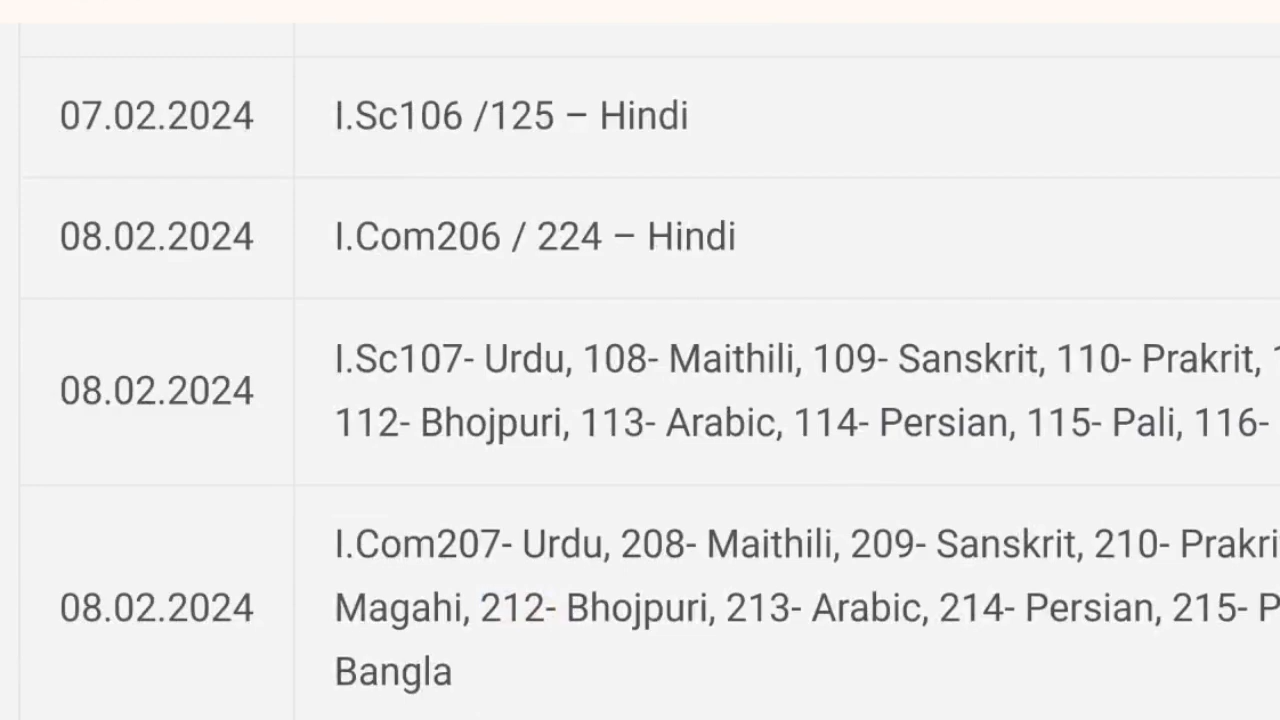 07.02.2024 I.Sc106 /125 – Hindi
08.02.2024 I.Com206 / 224 – Hindi
08.02.2024
I.Sc107- Urdu, 108- Maithili, 109- Sanskrit, 110- Prakrit,
112- Bhojpuri, 113- Arabic, 114- Persian, 115- Pali, 116-
08.02.2024
I.Com207- Urdu, 208- Maithili, 209- Sanskrit, 210-
Magahi, 212- Bhojpuri, 213- Arabic, 214- Persian, 215-
Bangla